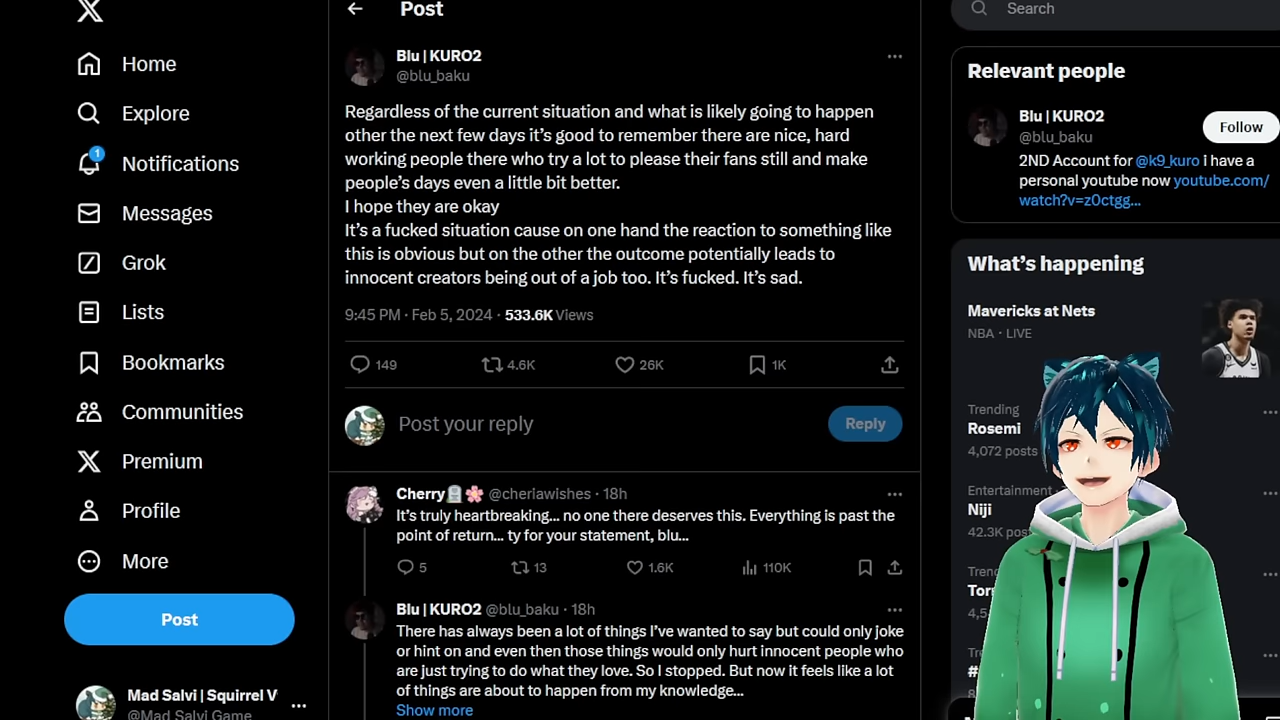 Post
Search
Home
Explore
1
Notifications
Messages
Grok
Lists
Bookmarks
Communities
Premium
Profile
More
Post
Mad Salvi | Squirrel V
@Mad_Salvi_Game
Blu | KURO2
@blu_baku
Regardless of the current situation and what is likely going to happen
other the next few days it’s good to remember there are nice, hard
working people there who try a lot to please their fans still and make
people’s days even a little bit better.
I hope they are okay
It’s a fucked situation cause on one hand the reaction to something like
this is obvious but on the other the outcome potentially leads to
innocent creators being out of a job too. It’s fucked. It’s sad.
9:45 PM · Feb 5, 2024 · 533.6K Views
149 4.6K 26K 1K
Post your reply
Reply
Cherry @cheriawishes · 18h
It’s truly heartbreaking... no one there deserves this. Everything is past the
point of return... ty for your statement, blu...
5 13 1.6K 110K
Blu | KURO2 @blu_baku · 18h
There has always been a lot of things I’ve wanted to say but could only joke
or hint on and even then those things would only hurt innocent people who
are just trying to do what they love. So I stopped. But now it feels like a lot
of things are about to happen from my knowledge...
Show more
Relevant people
Blu | KURO2
@blu_baku
Follow
2ND Account for @k9_kuro i have a
personal youtube now youtube.com/
watch?v=z0ctgg...
What’s happening
Mavericks at Nets
NBA · LIVE
Trending
Rosemi
4,072 posts
Entertainment
Niji
42.3K pos
Tren
Tor
4,5
Tre
#
8